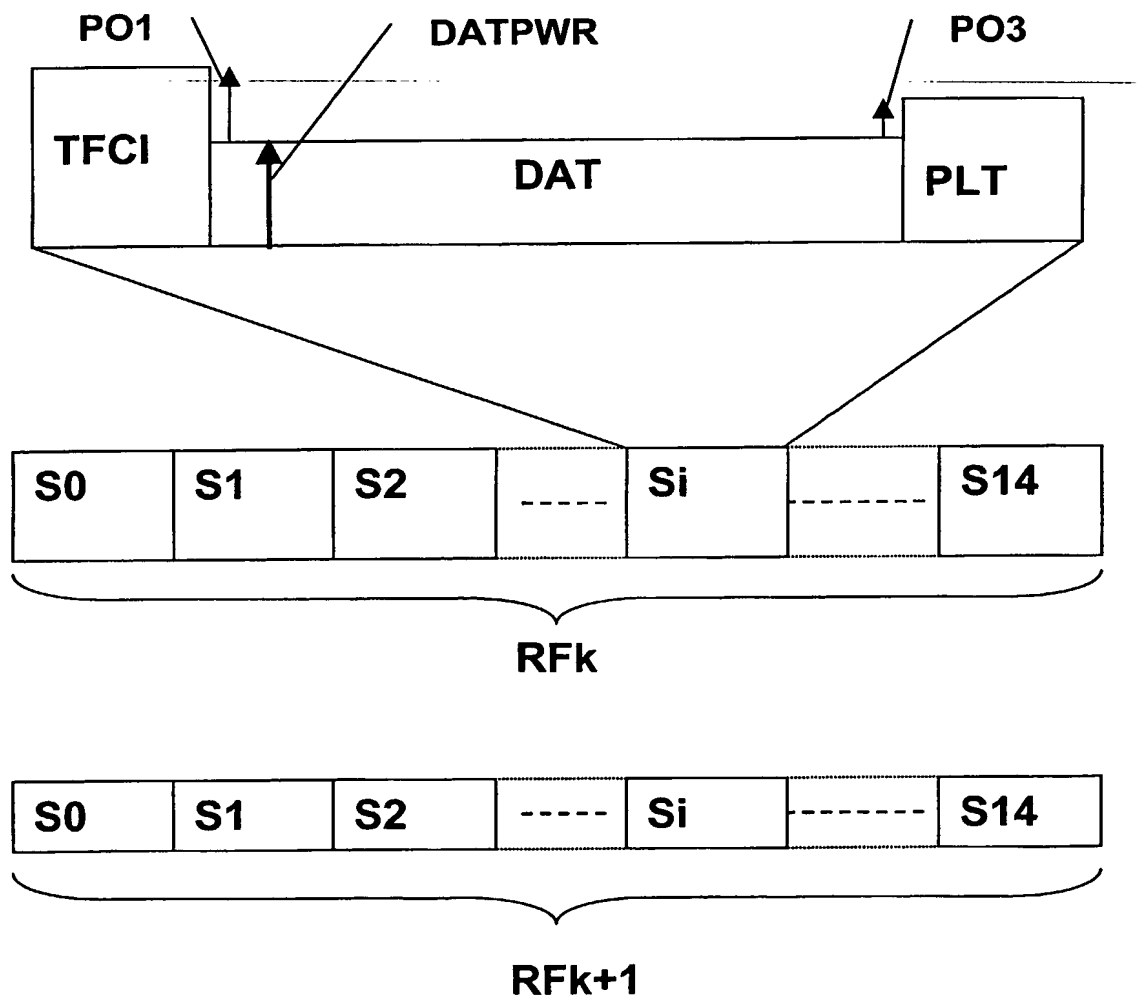 PO1 DATPWR PO3
TFCI DAT PLT
S0 S1 S2 Si S14
RFk
S0 S1 S2 Si S14
RFk+1